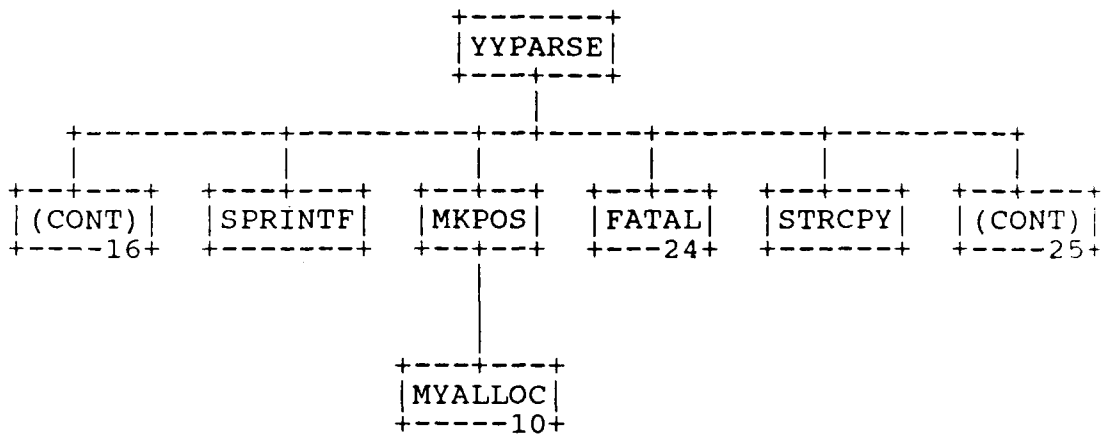 YYPARSE
(CONT) SPRINTF MKPOS FATAL STRCPY (CONT)
16 24 25
MYALLOC
10